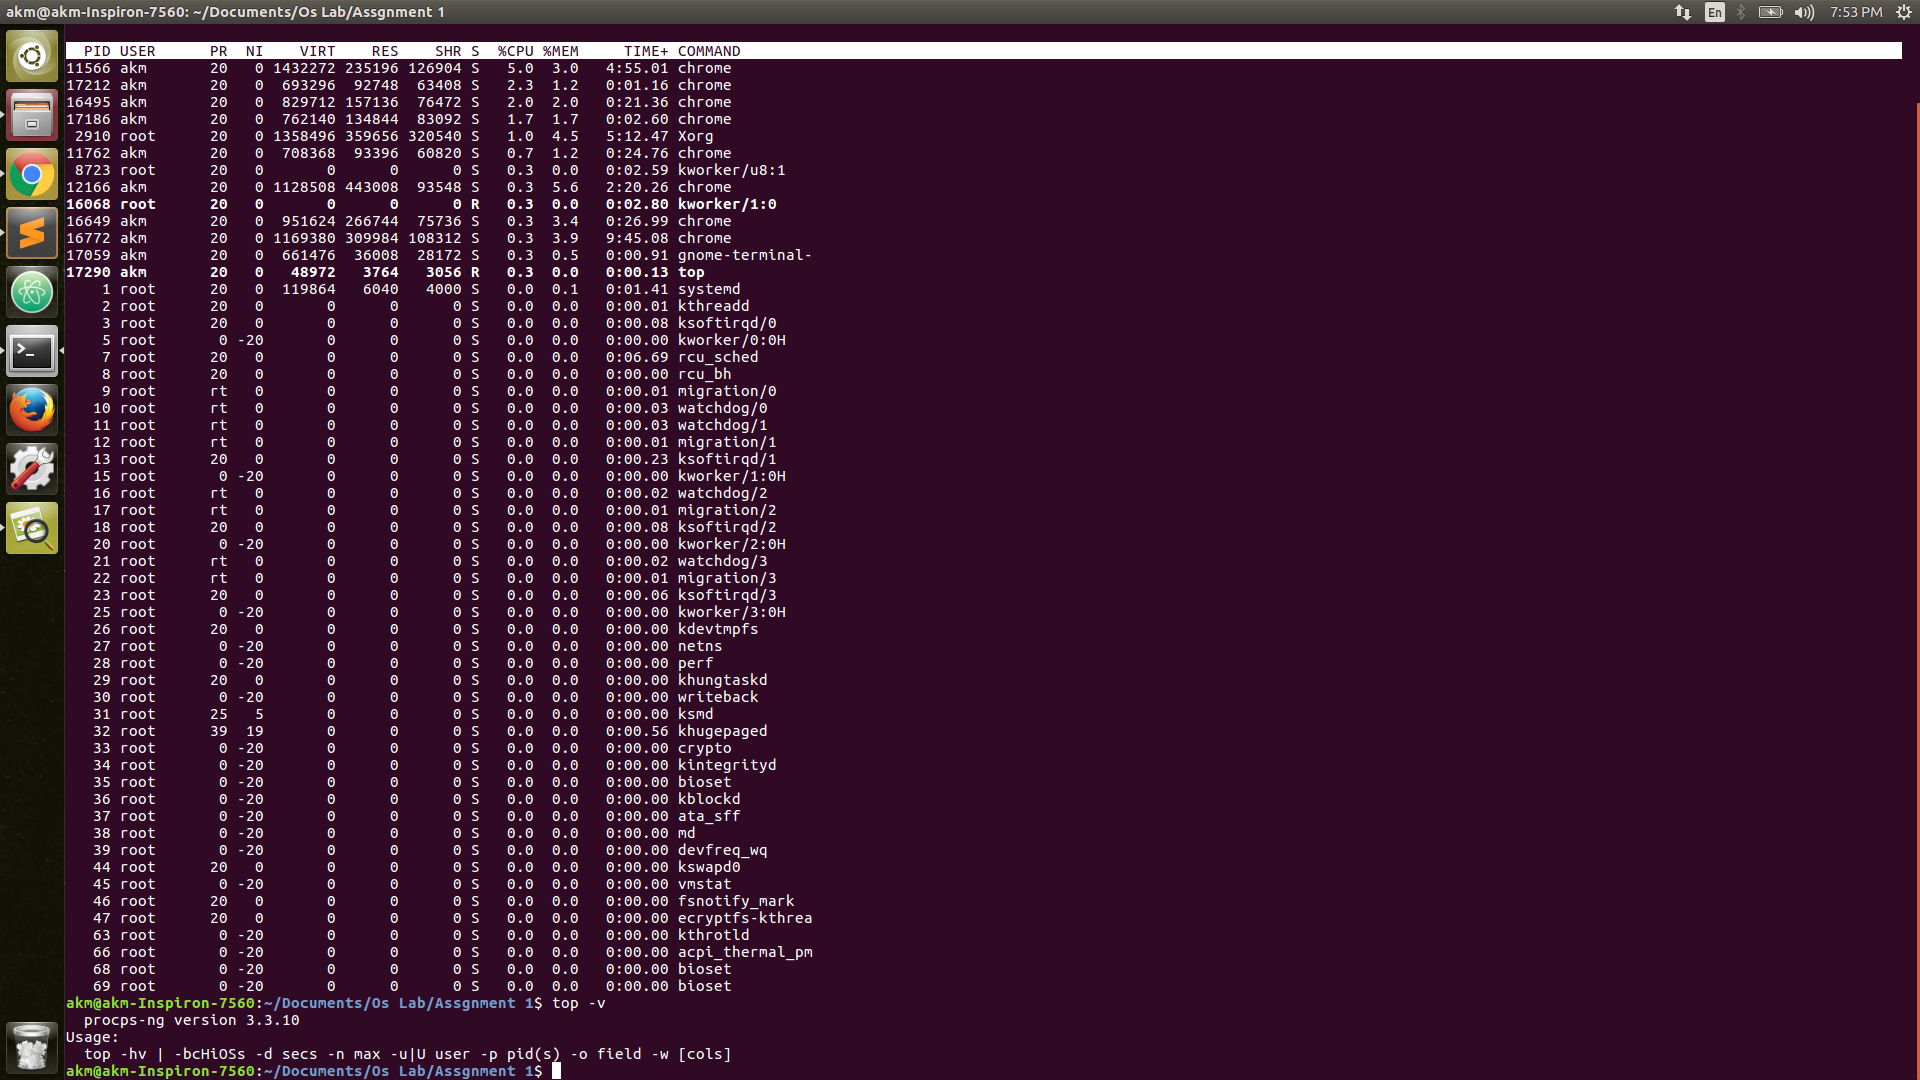 akm@akm-Inspiron-7560: ~/Documents/Os Lab/Assgnment 1
En
7:53 PM
PID USER PR NI VIRT RES SHR S %CPU %MEM TIME+ COMMAND
11566 akm 20 0 1432272 235196 126904 S 5.0 3.0 4:55.01 chrome
17212 akm 20 0 693296 92748 63408 S 2.3 1.2 0:01.16 chrome
16495 akm 20 0 829712 157136 76472 S 2.0 2.0 0:21.36 chrome
17186 akm 20 0 762140 134844 83092 S 1.7 1.7 0:02.60 chrome
2910 root 20 0 1358496 359656 320540 S 1.0 4.5 5:12.47 Xorg
11762 akm 20 0 708368 93396 60820 S 0.7 1.2 0:24.76 chrome
8723 root 20 0 0 0 0 S 0.3 0.0 0:02.59 kworker/u8:1
12166 akm 20 0 1128508 443008 93548 S 0.3 5.6 2:20.26 chrome
16068 root 20 0 0 0 0 R 0.3 0.0 0:02.80 kworker/1:0
16649 akm 20 0 951624 266744 75736 S 0.3 3.4 0:26.99 chrome
16772 akm 20 0 1169380 309984 108312 S 0.3 3.9 9:45.08 chrome
17059 akm 20 0 661476 36008 28172 S 0.3 0.5 0:00.91 gnome-terminal-
17290 akm 20 0 48972 3764 3056 R 0.3 0.0 0:00.13 top
1 root 20 0 119864 6040 4000 S 0.0 0.1 0:01.41 systemd
2 root 20 0 0 0 0 S 0.0 0.0 0:00.01 kthreadd
3 root 20 0 0 0 0 S 0.0 0.0 0:00.08 ksoftirqd/0
5 root 0 -20 0 0 0 S 0.0 0.0 0:00.00 kworker/0:0H
7 root 20 0 0 0 0 S 0.0 0.0 0:06.69 rcu_sched
8 root 20 0 0 0 0 S 0.0 0.0 0:00.00 rcu_bh
9 root rt 0 0 0 0 S 0.0 0.0 0:00.01 migration/0
10 root rt 0 0 0 0 S 0.0 0.0 0:00.03 watchdog/0
11 root rt 0 0 0 0 S 0.0 0.0 0:00.03 watchdog/1
12 root rt 0 0 0 0 S 0.0 0.0 0:00.01 migration/1
13 root 20 0 0 0 0 S 0.0 0.0 0:00.23 ksoftirqd/1
15 root 0 -20 0 0 0 S 0.0 0.0 0:00.00 kworker/1:0H
16 root rt 0 0 0 0 S 0.0 0.0 0:00.02 watchdog/2
17 root rt 0 0 0 0 S 0.0 0.0 0:00.01 migration/2
18 root 20 0 0 0 0 S 0.0 0.0 0:00.08 ksoftirqd/2
20 root 0 -20 0 0 0 S 0.0 0.0 0:00.00 kworker/2:0H
21 root rt 0 0 0 0 S 0.0 0.0 0:00.02 watchdog/3
22 root rt 0 0 0 0 S 0.0 0.0 0:00.01 migration/3
23 root 20 0 0 0 0 S 0.0 0.0 0:00.06 ksoftirqd/3
25 root 0 -20 0 0 0 S 0.0 0.0 0:00.00 kworker/3:0H
26 root 20 0 0 0 0 S 0.0 0.0 0:00.00 kdevtmpfs
27 root 0 -20 0 0 0 S 0.0 0.0 0:00.00 netns
28 root 0 -20 0 0 0 S 0.0 0.0 0:00.00 perf
29 root 20 0 0 0 0 S 0.0 0.0 0:00.00 khungtaskd
30 root 0 -20 0 0 0 S 0.0 0.0 0:00.00 writeback
31 root 25 5 0 0 0 S 0.0 0.0 0:00.00 ksmd
32 root 39 19 0 0 0 S 0.0 0.0 0:00.56 khugepaged
33 root 0 -20 0 0 0 S 0.0 0.0 0:00.00 crypto
34 root 0 -20 0 0 0 S 0.0 0.0 0:00.00 kintegrityd
35 root 0 -20 0 0 0 S 0.0 0.0 0:00.00 bioset
36 root 0 -20 0 0 0 S 0.0 0.0 0:00.00 kblockd
37 root 0 -20 0 0 0 S 0.0 0.0 0:00.00 ata_sff
38 root 0 -20 0 0 0 S 0.0 0.0 0:00.00 md
39 root 0 -20 0 0 0 S 0.0 0.0 0:00.00 devfreq_wq
44 root 20 0 0 0 0 S 0.0 0.0 0:00.00 kswapd0
45 root 0 -20 0 0 0 S 0.0 0.0 0:00.00 vmstat
46 root 20 0 0 0 0 S 0.0 0.0 0:00.00 fsnotify_mark
47 root 20 0 0 0 0 S 0.0 0.0 0:00.00 ecryptfs-kthrea
63 root 0 -20 0 0 0 S 0.0 0.0 0:00.00 kthrotld
66 root 0 -20 0 0 0 S 0.0 0.0 0:00.00 acpi_thermal_pm
68 root 0 -20 0 0 0 S 0.0 0.0 0:00.00 bioset
69 root 0 -20 0 0 0 S 0.0 0.0 0:00.00 bioset
akm@akm-Inspiron-7560:~/Documents/Os Lab/Assgnment 1$ top -v
procps-ng version 3.3.10
Usage:
top -hv | -bcHiOSs -d secs -n max -u|U user -p pid(s) -o field -w [cols]
akm@akm-Inspiron-7560:~/Documents/Os Lab/Assgnment 1$